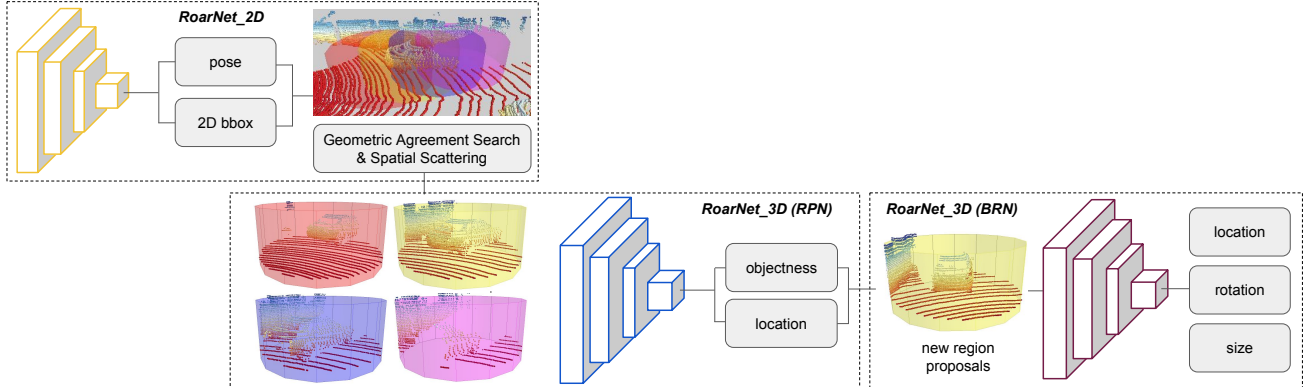 RoarNet_2D
pose
2D bbox
Geometric Agreement Search
& Spatial Scattering
RoarNet_3D (RPN)
objectness
location
RoarNet_3D (BRN)
new region
proposals
location
rotation
size